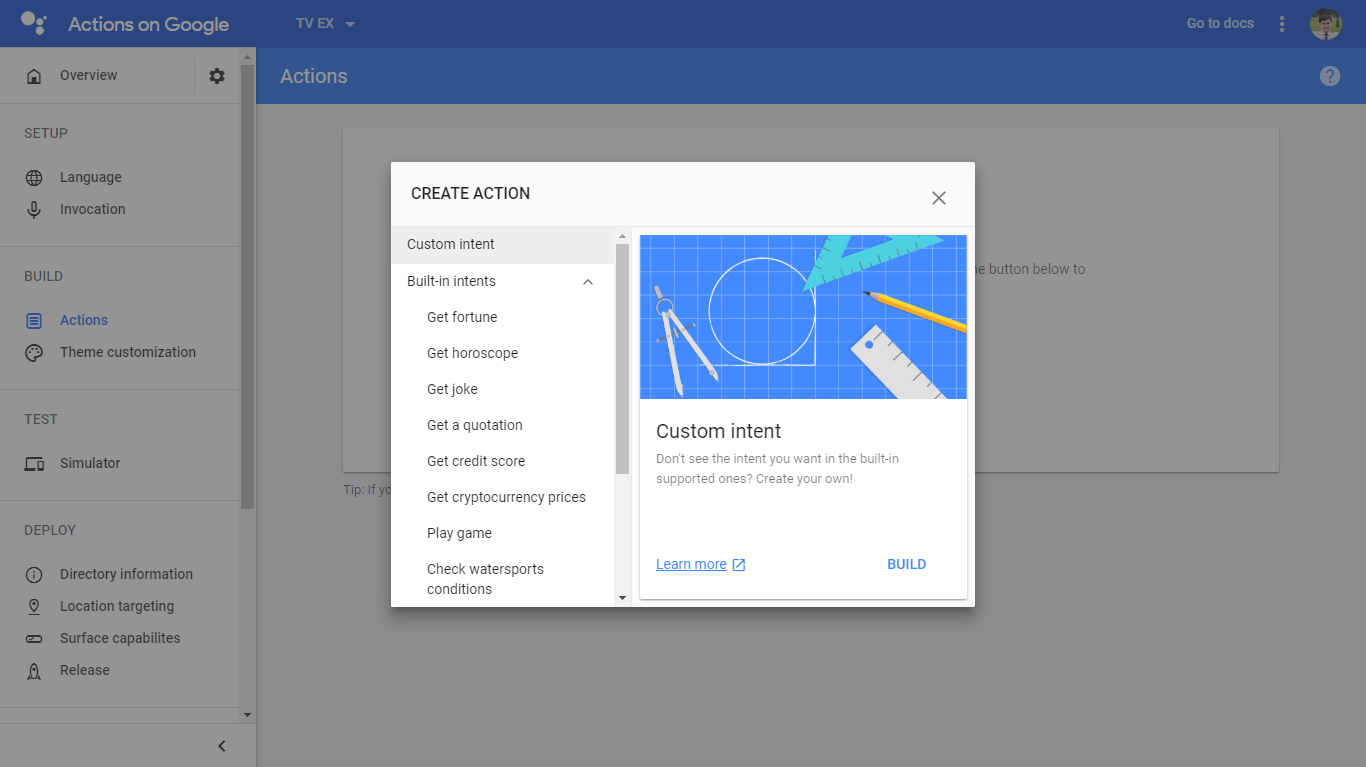 Actions on Google
TV EX
Go to docs
Overview
Actions
SETUP
Language
Invocation
BUILD
Actions
Theme customization
TEST
Simulator
DEPLOY
Directory information
Location targeting
Surface capabilites
Release
CREATE ACTION
Custom intent
Built-in intents
Get fortune
Get horoscope
Get joke
Get a quotation
Get credit score
Get cryptocurrency prices
Play game
Check watersports
conditions
Custom intent
Don't see the intent you want in the built-in
supported ones? Create your own!
Learn more
BUILD
button below to
Tip: If